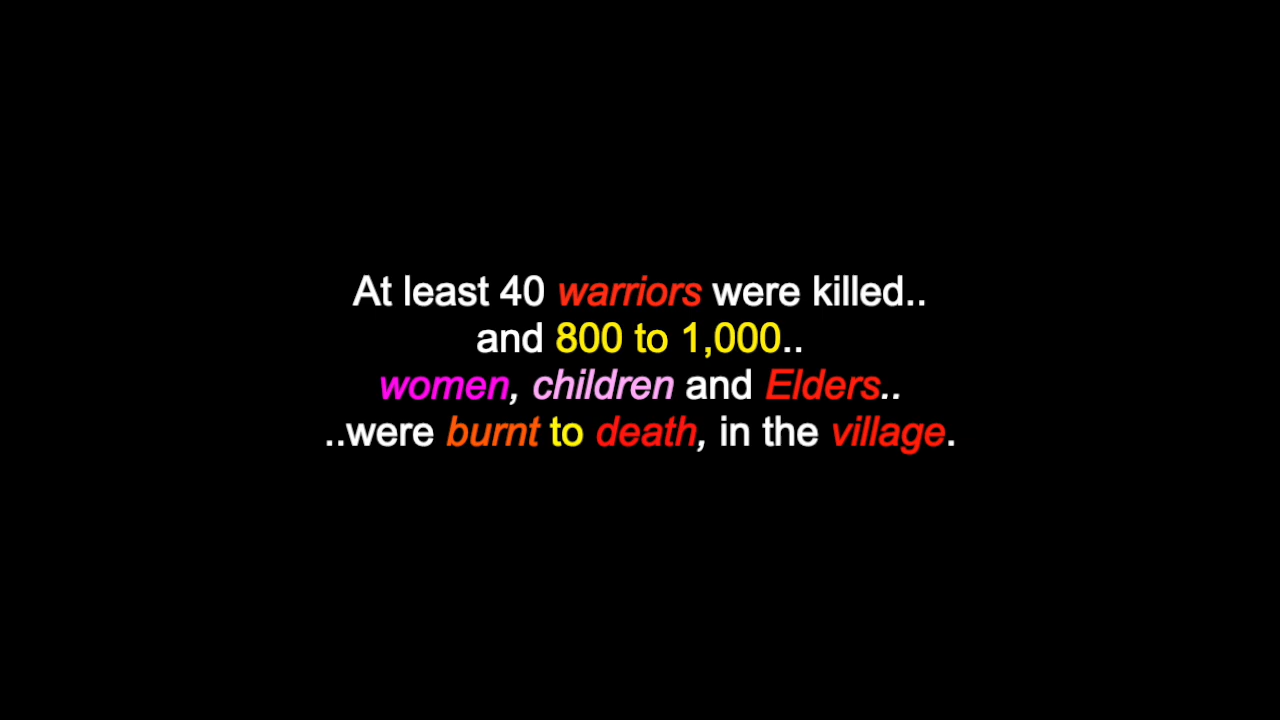 At least 40 warriors were killed..
and 800 to 1,000..
women, children and Elders..
..were burnt to death, in the village.